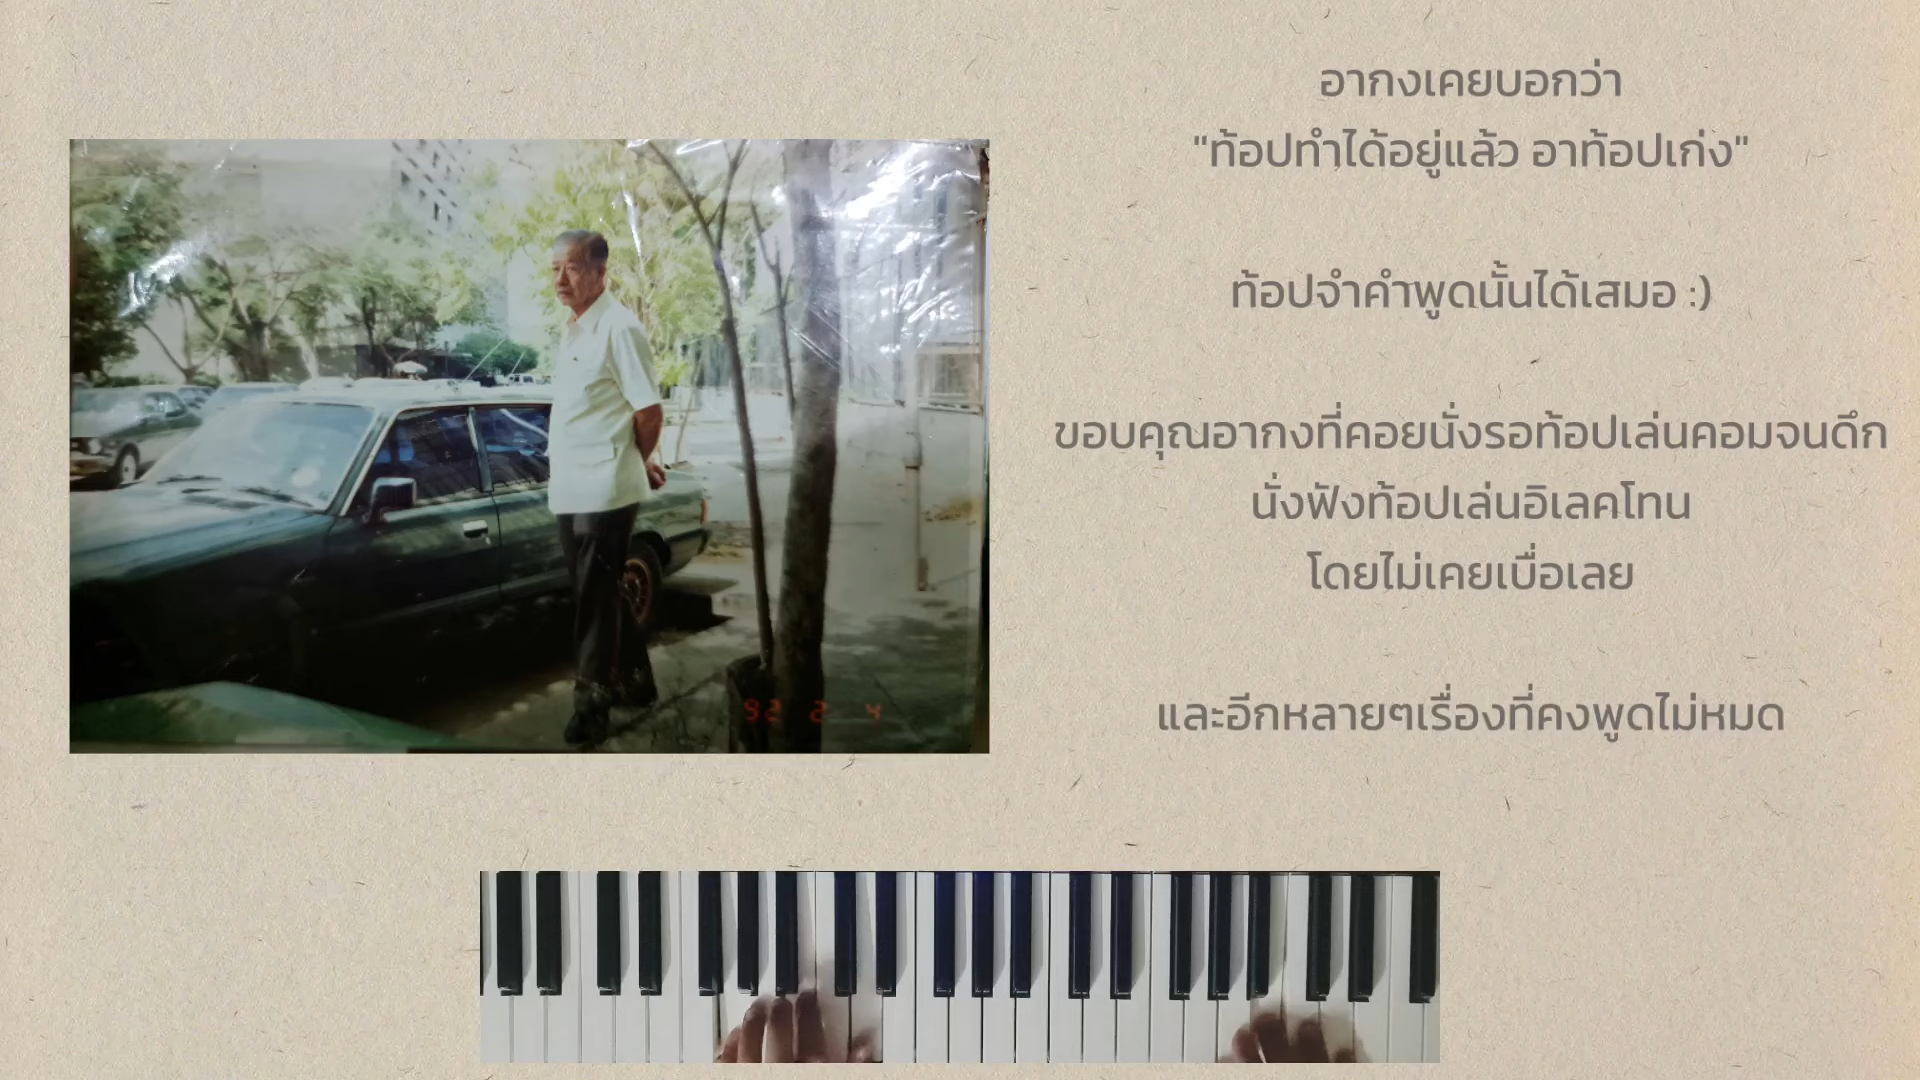 อากงเคยบอกว่า
"ท้อปทำได้อยู่แล้ว อาท้อปเก่ง"
ท้อปจำคำพูดนั้นได้เสมอ :)
ขอบคุณอากงที่คอยนั่งรอท้อปเล่นคอมจนดึก
นั่งฟังท้อปเล่นอิเลคโทน
โดยไม่เคยเบื่อเลย
และอีกหลายๆเรื่องที่คงพูดไม่หมด
92 2 4